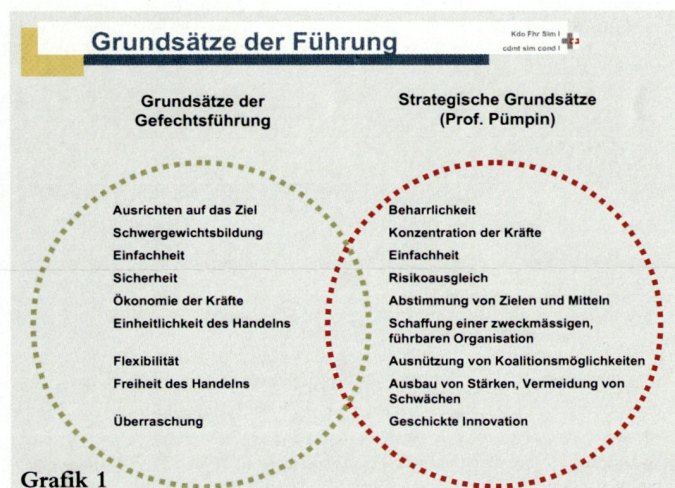 Grundsätze der Führung
Kdo Fhr Sim I
cdmt sim cond I
Grundsätze der
Gefechtsführung
Ausrichten auf das Ziel
Schwergewichtsbildung
Einfachheit
Sicherheit
Ökonomie der Kräfte
Einheitlichkeit des Handelns
Flexibilität
Freiheit des Handelns
Überraschung
Strategische Grundsätze
(Prof. Pümpin)
Beharrlichkeit
Konzentration der Kräfte
Einfachheit
Risikoausgleich
Abstimmung von Zielen und Mitteln
Schaffung einer zweckmässigen,
führbaren Organisation
Ausnützung von Koalitionsmöglichkeiten
Ausbau von Stärken, Vermeidung von
Schwächen
Geschickte Innovation
Grafik 1